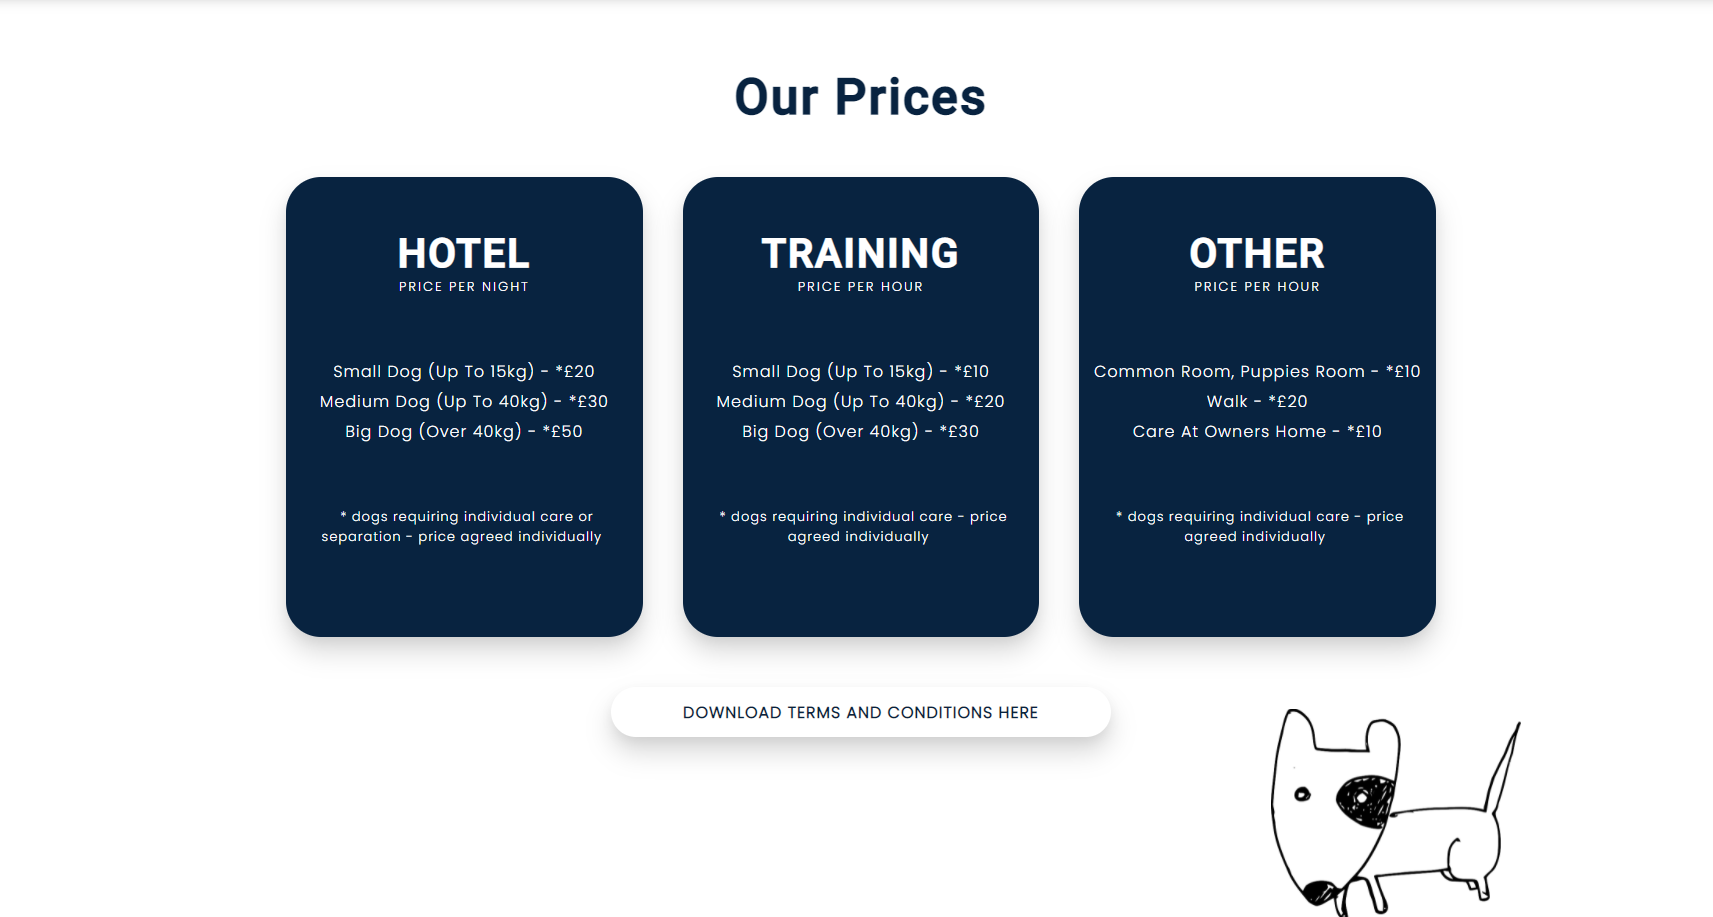 Our Prices
HOTEL
PRICE PER NIGHT
Small Dog (Up To 15kg) - *£20
Medium Dog (Up To 40kg) - *£30
Big Dog (Over 40kg) - *£50
* dogs requiring individual care or
separation - price agreed individually
TRAINING
PRICE PER HOUR
Small Dog (Up To 15kg) - *£10
Medium Dog (Up To 40kg) - *£20
Big Dog (Over 40kg) - *£30
* dogs requiring individual care - price
agreed individually
OTHER
PRICE PER HOUR
Common Room, Puppies Room - *£10
Walk - *£20
Care At Owners Home - *£10
* dogs requiring individual care - price
agreed individually
DOWNLOAD TERMS AND CONDITIONS HERE